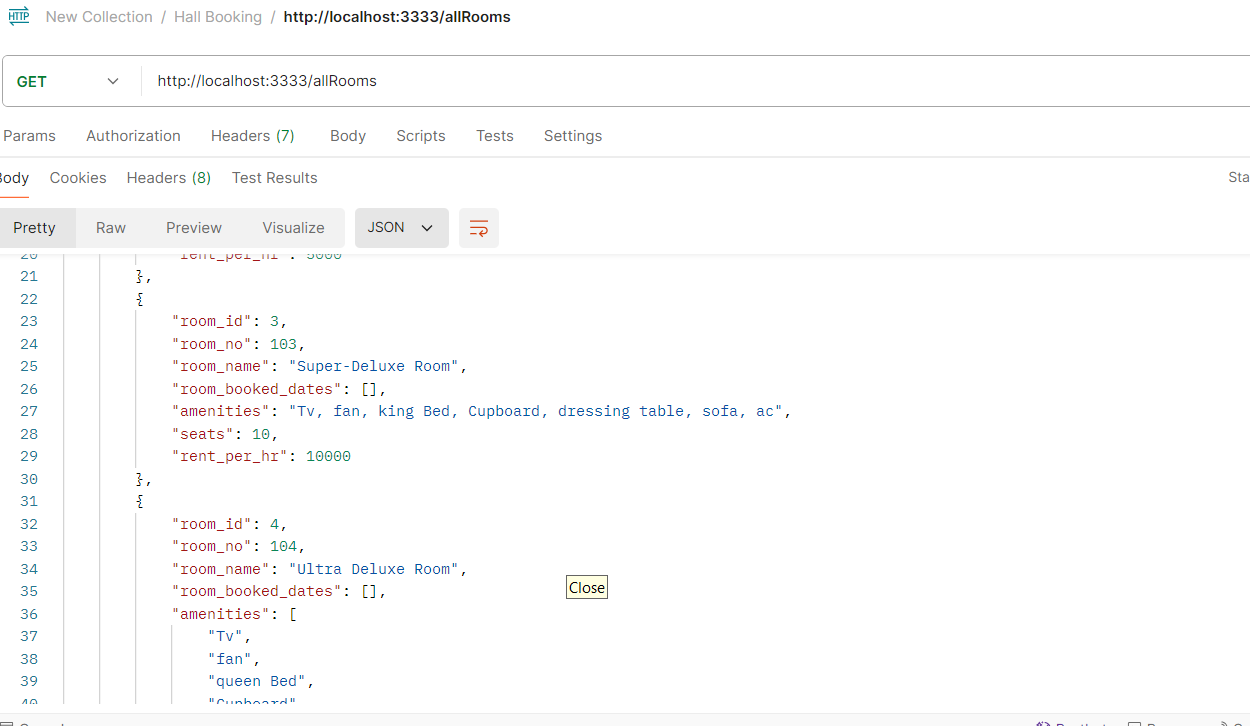 HTTP New Collection / Hall Booking / http://localhost:3333/allRooms
GET http://localhost:3333/allRooms
Params Authorization Headers (7) Body Scripts Tests Settings
Body Cookies Headers (8) Test Results Sta
Pretty Raw Preview Visualize JSON
20 "rent_per_hr": 5000
21 },
22 {
23 "room_id": 3,
24 "room_no": 103,
25 "room_name": "Super-Deluxe Room",
26 "room_booked_dates": [],
27 "amenities": "Tv, fan, king Bed, Cupboard, dressing table, sofa, ac",
28 "seats": 10,
29 "rent_per_hr": 10000
30 },
31 {
32 "room_id": 4,
33 "room_no": 104,
34 "room_name": "Ultra Deluxe Room",
35 "room_booked_dates": [],
Close
36 "amenities": [
37 "Tv",
38 "fan",
39 "queen Bed",
40 "Cupboard"